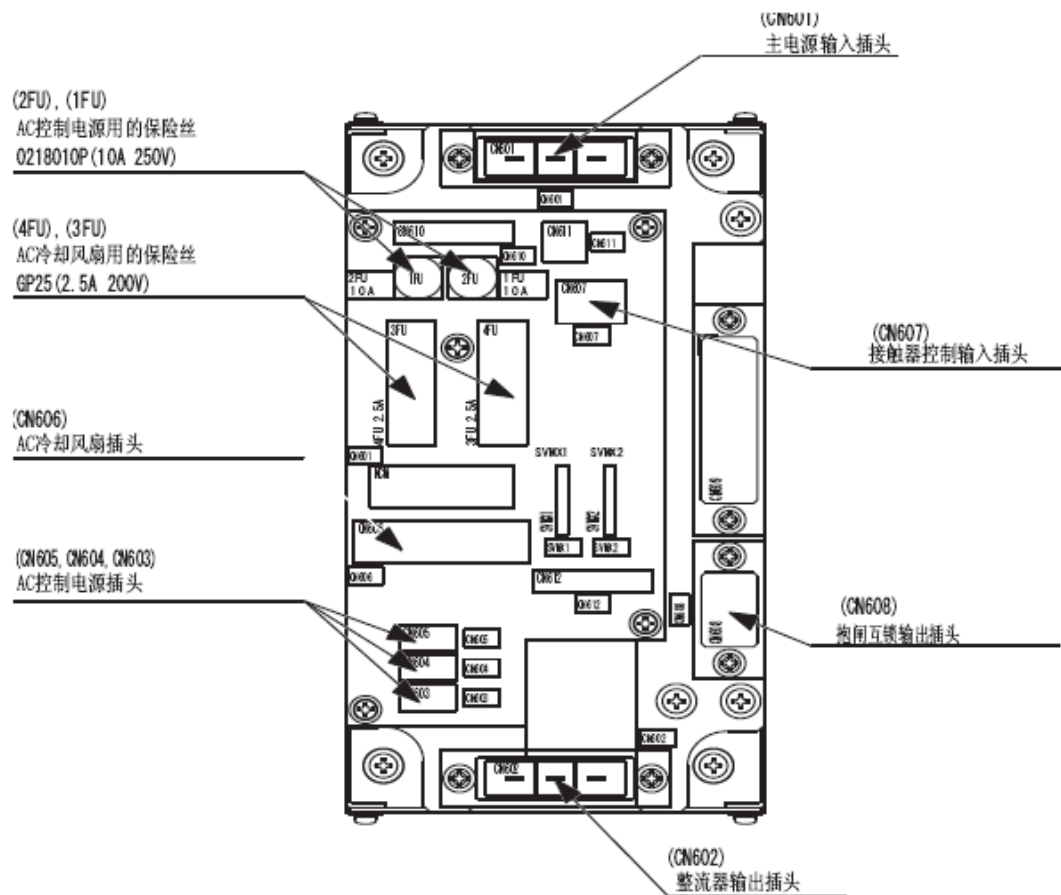 (CN601)
主电源输入插头
(2FU), (1FU)
AC控制电源用的保险丝
0218010P(10A 250V)
(4FU), (3FU)
AC冷却风扇用的保险丝
GP25(2.5A 200V)
(CN606)
AC冷却风扇插头
(CN605, CN604, CN603)
AC控制电源插头
(CN607)
接触器控制输入插头
(CN608)
抱闸互锁输出插头
(CN602)
整流器输出插头
CN601
CN601
CN611
CN611
CN610
2FU
10A
1FU
2FU
1FU
10A
CN607
CN607
3FU
4FU
4FU 2.5A
3FU 2.5A
SVMX1
SVMX2
SVMX1
SVMX2
CN612
CN612
CN606
CN605
CN605
CN604
CN603
CN608
CN608
CN602
CN602